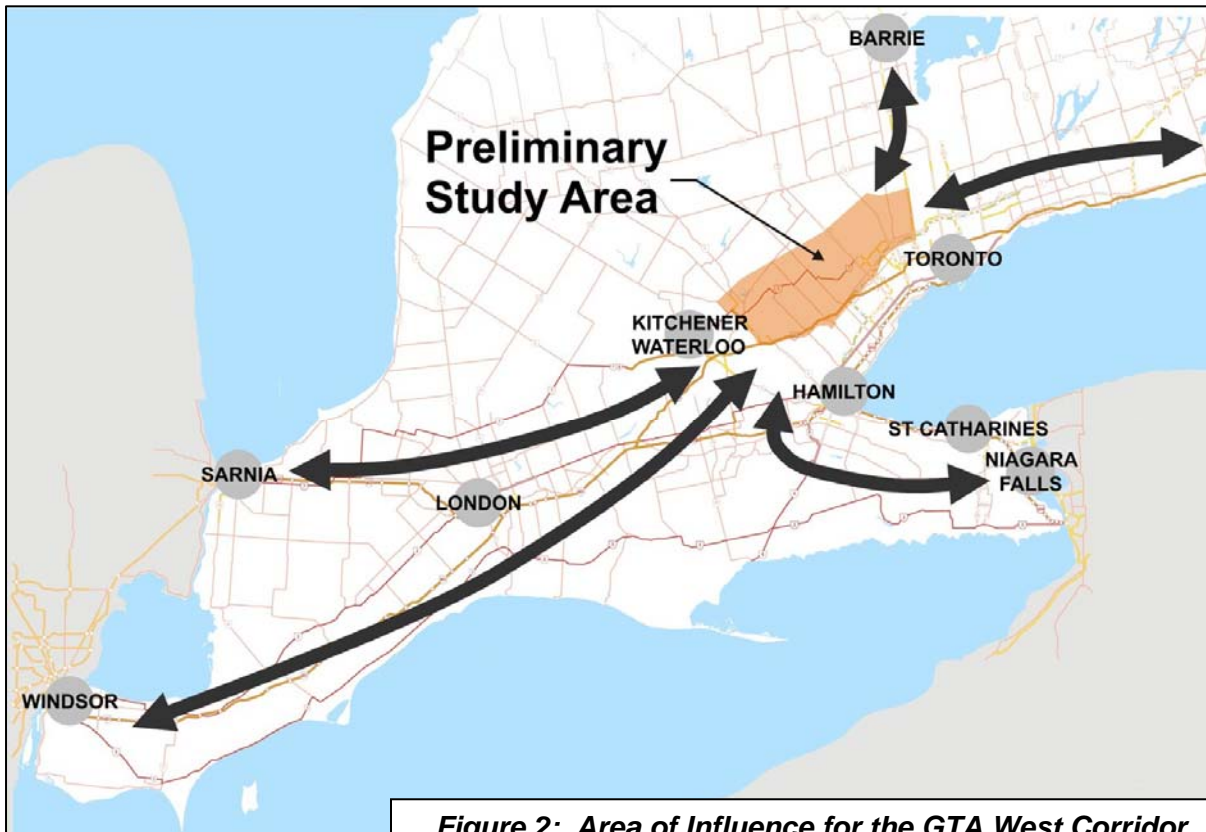 BARRIE
Preliminary
Study Area
TORONTO
KITCHENER
WATERLOO
HAMILTON
ST CATHARINES
NIAGARA
FALLS
SARNIA
LONDON
WINDSOR
Figure 2: Area of Influence for the GTA West Corridor